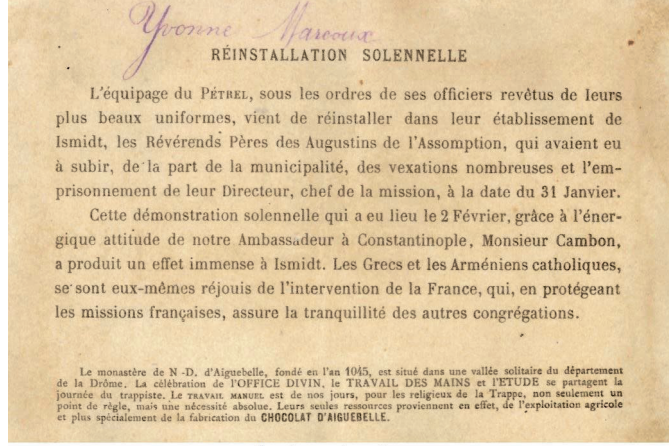 Yvonne Marcoux
RÉINSTALLATION SOLENNELLE
L'équipage du PÉTREL, sous les ordres de ses officiers revêtus de leurs
plus beaux uniformes, vient de réinstaller dans leur établissement de
Ismidt, les Révérends Pères des Augustins de l'Assomption, qui avaient eu
à subir, de la part de la municipalité, des vexations nombreuses et l'em-
prisonnement de leur Directeur, chef de la mission, à la date du 31 Janvier.
Cette démonstration solennelle qui a eu lieu le 2 Février, grâce à l'éner-
gique attitude de notre Ambassadeur à Constantinople, Monsieur Cambon,
a produit un effet immense à Ismidt. Les Grecs et les Arméniens catholiques,
se sont eux-mêmes réjouis de l'intervention de la France, qui, en protégeant
les missions françaises, assure la tranquillité des autres congrégations.
Le monastère de N-D. d'Aiguebelle, fondé en l'an 1045, est situé dans une vallée solitaire du département
de la Drôme. La célébration de l'OFFICE DIVIN, le TRAVAIL DES MAINS et l'ETUDE se partagent la
journée du trappiste. Le TRAVAIL MANUEL est de nos jours, pour les religieux de la Trappe, non seulement un
point de règle, mais une nécessité absolue. Leurs seules ressources proviennent en effet, de l'exploitation agricole
et plus spécialement de la fabrication du CHOCOLAT D'AIGUEBELLE.